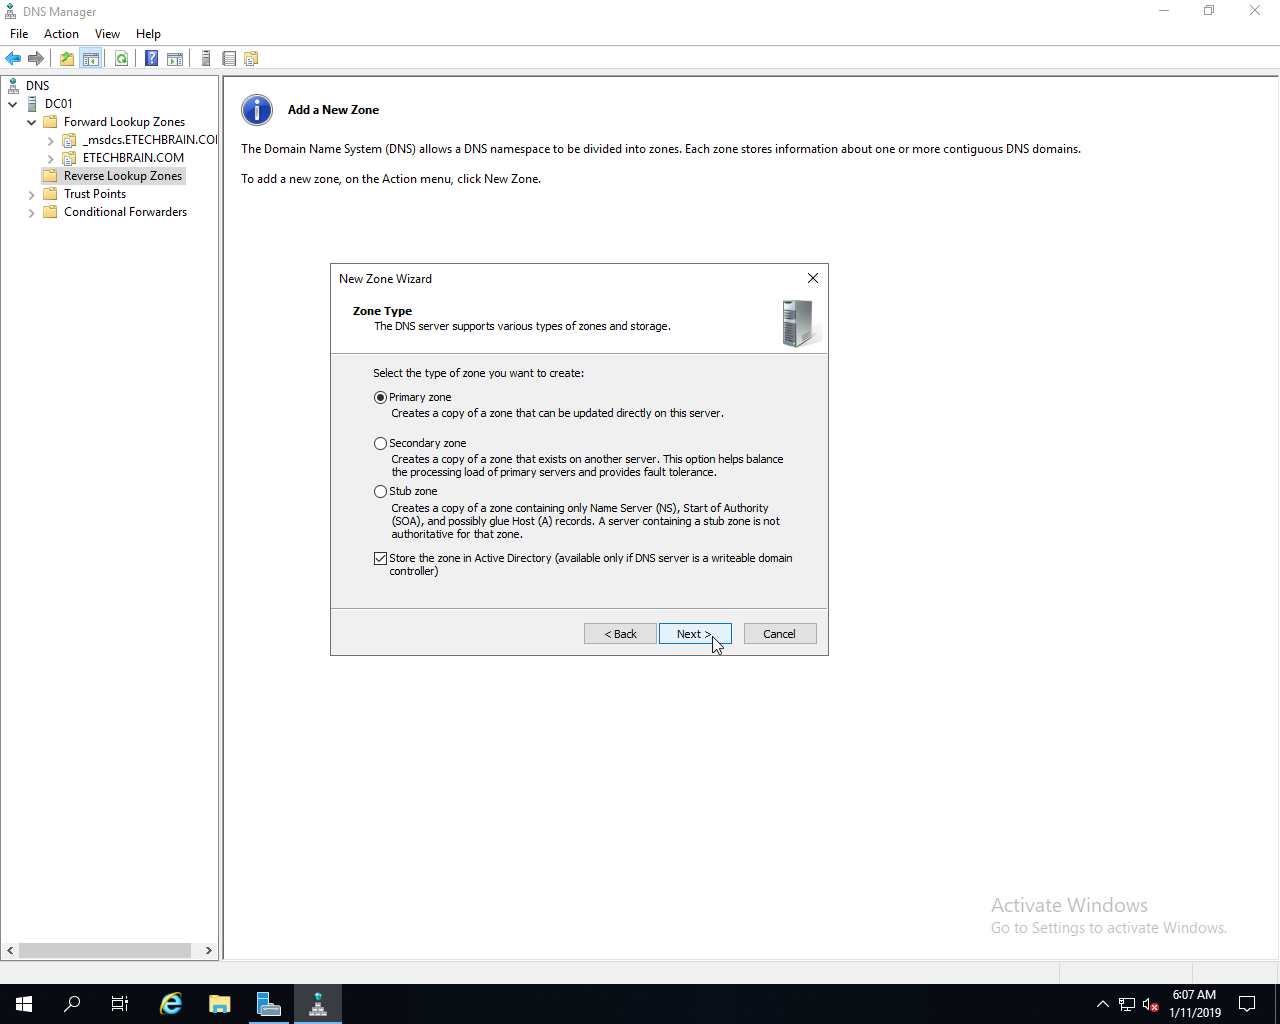 DNS Manager
File Action View Help
DNS
DC01
Forward Lookup Zones
_msdcs.ETECHBRAIN.CO
ETECHBRAIN.COM
Reverse Lookup Zones
Trust Points
Conditional Forwarders
Add a New Zone
The Domain Name System (DNS) allows a DNS namespace to be divided into zones. Each zone stores information about one or more contiguous DNS domains.
To add a new zone, on the Action menu, click New Zone.
New Zone Wizard
Zone Type
The DNS server supports various types of zones and storage.
Select the type of zone you want to create:
Primary zone
Creates a copy of a zone that can be updated directly on this server.
Secondary zone
Creates a copy of a zone that exists on another server. This option helps balance
the processing load of primary servers and provides fault tolerance.
Stub zone
Creates a copy of a zone containing only Name Server (NS), Start of Authority
(SOA), and possibly glue Host (A) records. A server containing a stub zone is not
authoritative for that zone.
Store the zone in Active Directory (available only if DNS server is a writeable domain
controller)
< Back Next > Cancel
Activate Windows
Go to Settings to activate Windows.
6:07 AM
1/11/2019